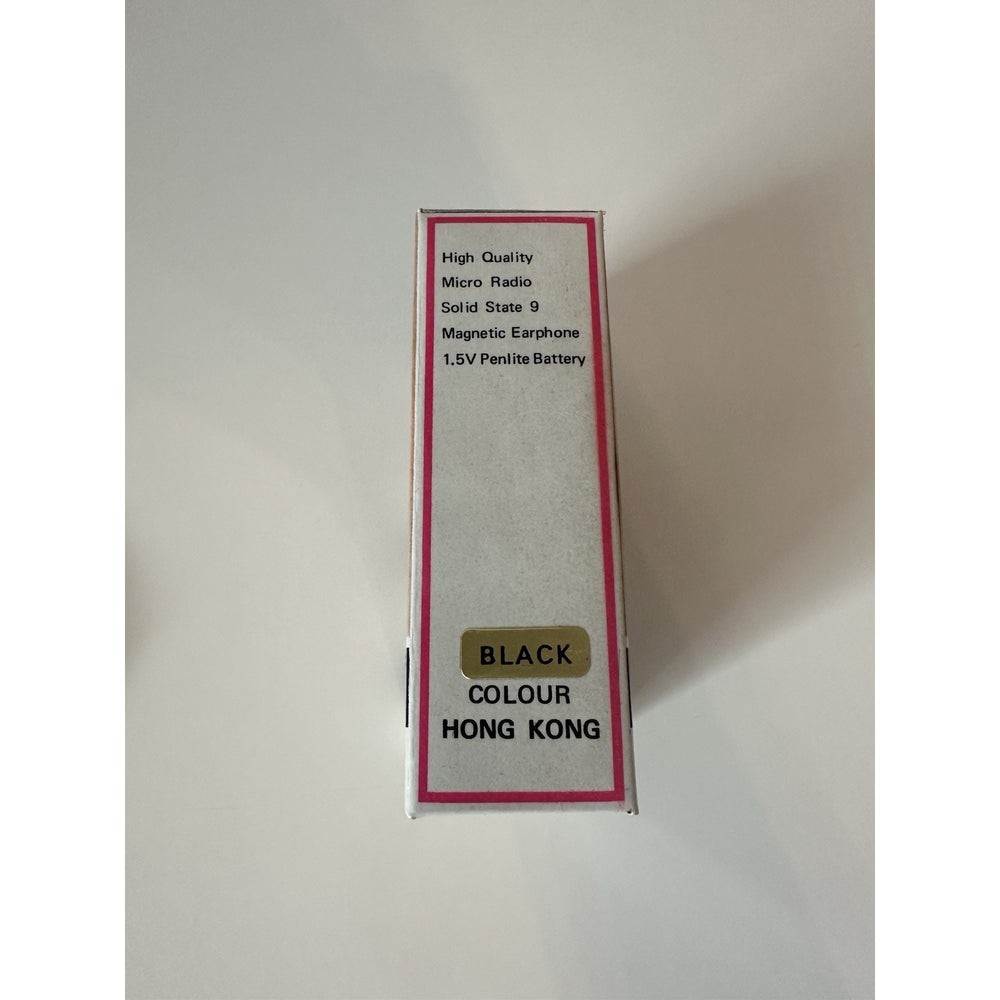 High Quality
Micro Radio
Solid State 9
Magnetic Earphone
1.5V Penlite Battery
BLACK
COLOUR
HONG KONG